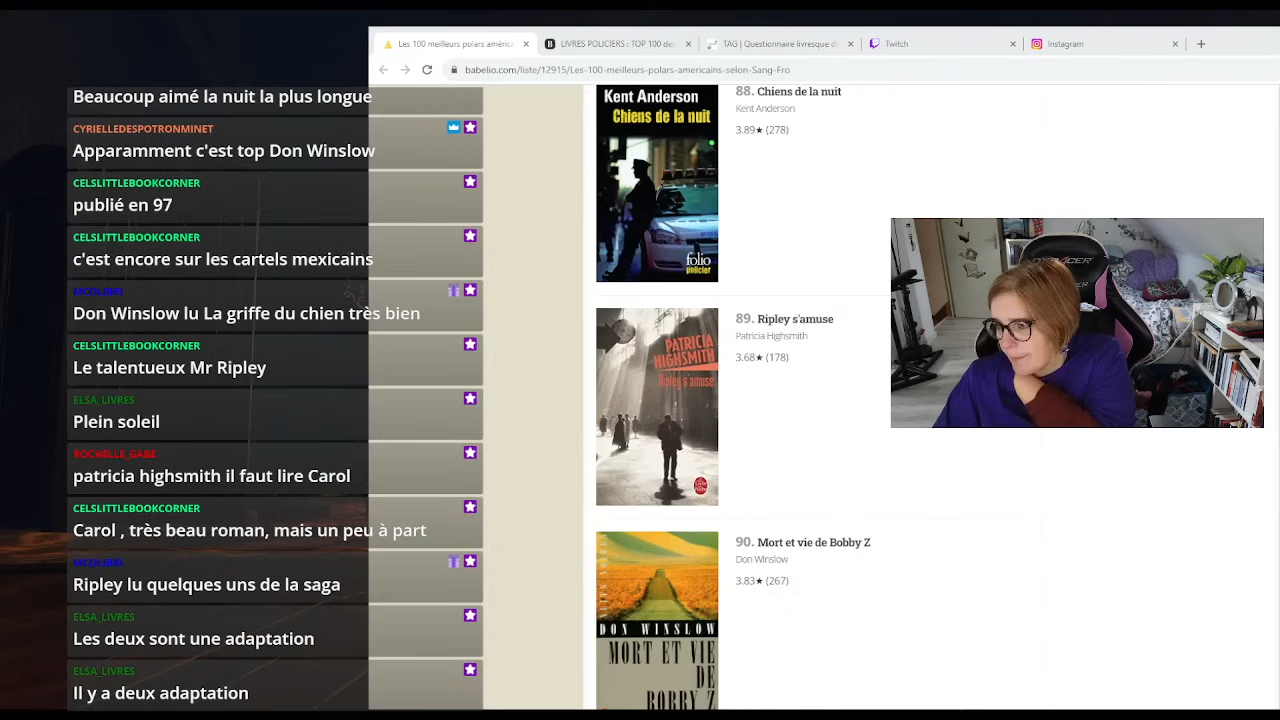 Les 100 meilleurs polars américa
LIVRES POLICIERS : TOP 100 des
TAG | Questionnaire livresque d
Twitch
Instagram
babelio.com/liste/12915/Les-100-meilleurs-polars-americains-selon-Sang-Fro
Beaucoup aimé la nuit la plus longue
CYRIELLEDESPOTRONMINET
Apparamment c'est top Don Winslow
CELSLITTLEBOOKCORNER
publié en 97
CELSLITTLEBOOKCORNER
c'est encore sur les cartels mexicains
MCOLIBRI
Don Winslow lu La griffe du chien très bien
CELSLITTLEBOOKCORNER
Le talentueux Mr Ripley
ELSA_LIVRES
Plein soleil
ROCHELLE_GABE
patricia highsmith il faut lire Carol
CELSLITTLEBOOKCORNER
Carol , très beau roman, mais un peu à part
MCOLIBRI
Ripley lu quelques uns de la saga
ELSA_LIVRES
Les deux sont une adaptation
ELSA_LIVRES
Il y a deux adaptation
Kent Anderson
Chiens de la nuit
folio
policier
88. Chiens de la nuit
Kent Anderson
3.89★ (278)
PATRICIA
HIGHSMITH
Ripley s'amuse
89. Ripley s'amuse
Patricia Highsmith
3.68★ (178)
DON WINSLOW
MORT ET VIE
DE
BOBBY Z
90. Mort et vie de Bobby Z
Don Winslow
3.83★ (267)